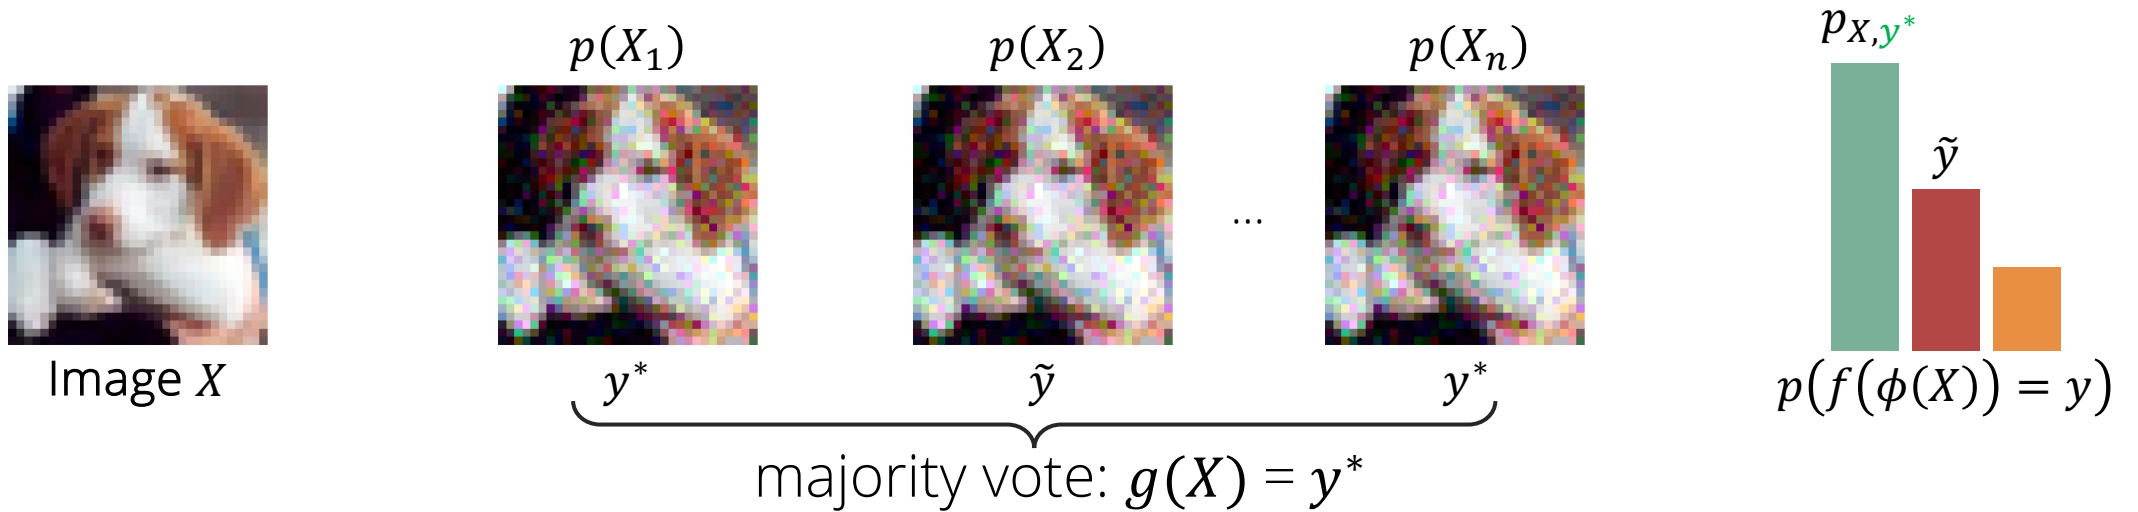 p(X₁) p(X₂) p(Xₙ) p_{X,y*}
ỹ
...
Image X y* ỹ y* p(f(ϕ(X)) = y)
majority vote: g(X) = y*